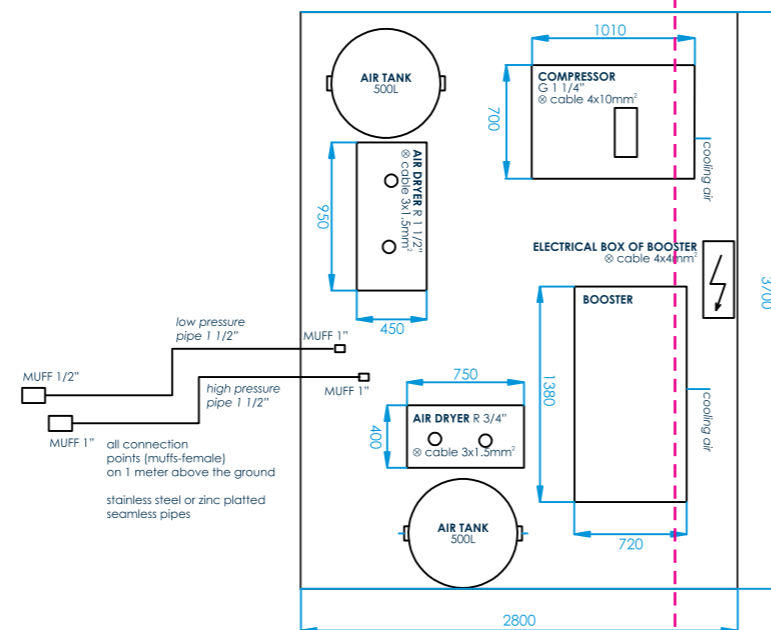 1010
AIR TANK
500L
COMPRESSOR
G 1 1/4”
⊗ cable 4x10mm²
700
cooling air
AIR DRYER R 1 1/2”
⊗ cable 3x1.5mm²
950
450
ELECTRICAL BOX OF BOOSTER
⊗ cable 4x4mm²
3700
BOOSTER
low pressure
pipe 1 1/2”
MUFF 1”
MUFF 1/2”
high pressure
pipe 1 1/2”
MUFF 1”
MUFF 1”
all connection
points (muffs-female)
on 1 meter above the ground
stainless steel or zinc platted
seamless pipes
750
AIR DRYER R 3/4”
⊗ cable 3x1.5mm²
400
1380
cooling air
AIR TANK
500L
720
2800